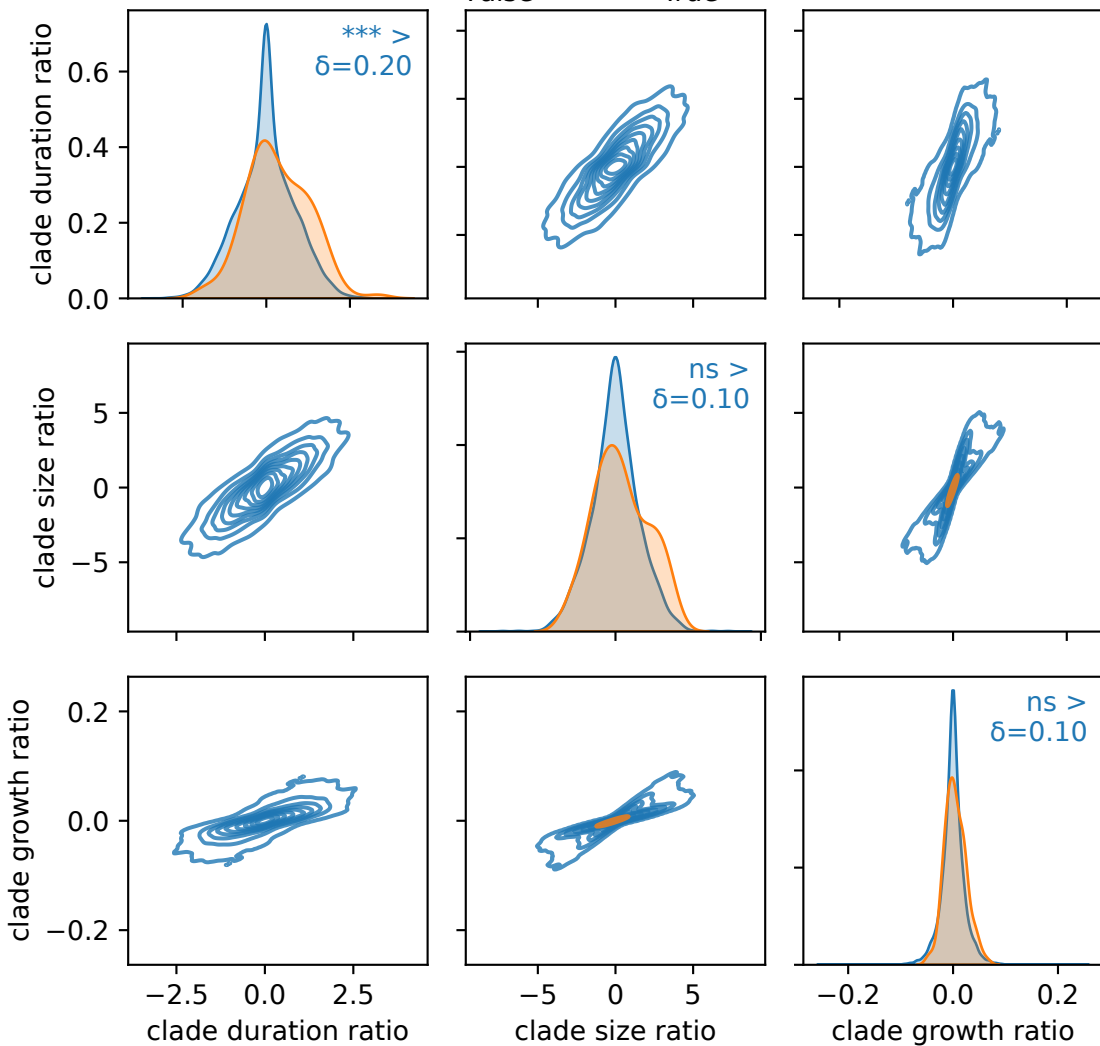 *** >
δ=0.20
clade duration ratio
0.6
0.4
0.2
0.0
ns >
δ=0.10
clade size ratio
5
0
−5
ns >
δ=0.10
clade growth ratio
0.2
0.0
−0.2
−2.5 0.0 2.5 −5 0 5 −0.2 0.0 0.2
clade duration ratio clade size ratio clade growth ratio